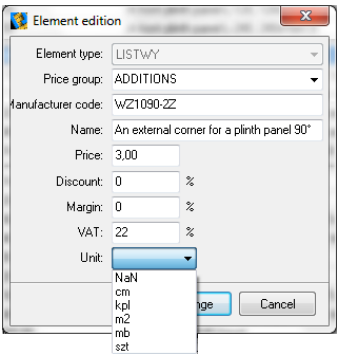 Element edition
Element type: LISTWY
Price group: ADDITIONS
Manufacturer code: WZ1090-2Z
Name: An external corner for a plinth panel 90°
Price: 3,00
Discount: 0 %
Margin: 0 %
VAT: 22 %
Unit:
NaN
cm
kpl
m2
mb
szt
nge Cancel